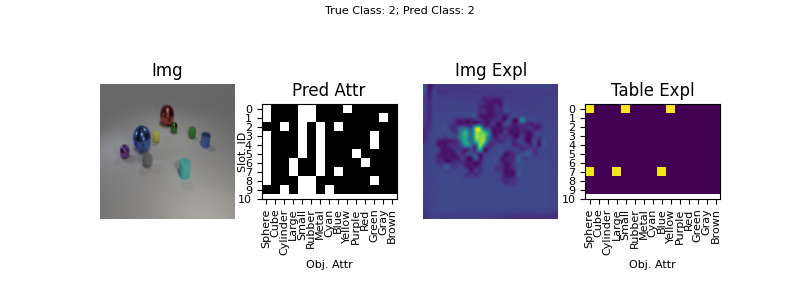 True Class: 2; Pred Class: 2
Img
Pred Attr
Img Expl
Table Expl
Slot. ID
0
1
2
3
4
5
6
7
8
9
10
Sphere
Cube
Cylinder
Large
Small
Rubber
Metal
Cyan
Blue
Yellow
Purple
Red
Green
Gray
Brown
Obj. Attr
0
1
2
3
4
5
6
7
8
9
10
Sphere
Cube
Cylinder
Large
Small
Rubber
Metal
Cyan
Blue
Yellow
Purple
Red
Green
Gray
Brown
Obj. Attr